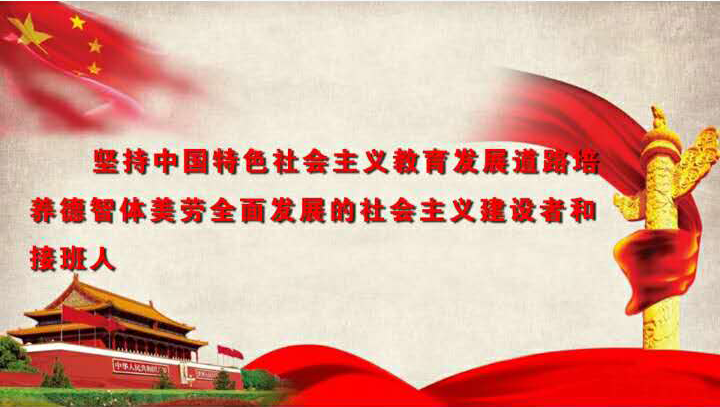 坚持中国特色社会主义教育发展道路培
养德智体美劳全面发展的社会主义建设者和
接班人